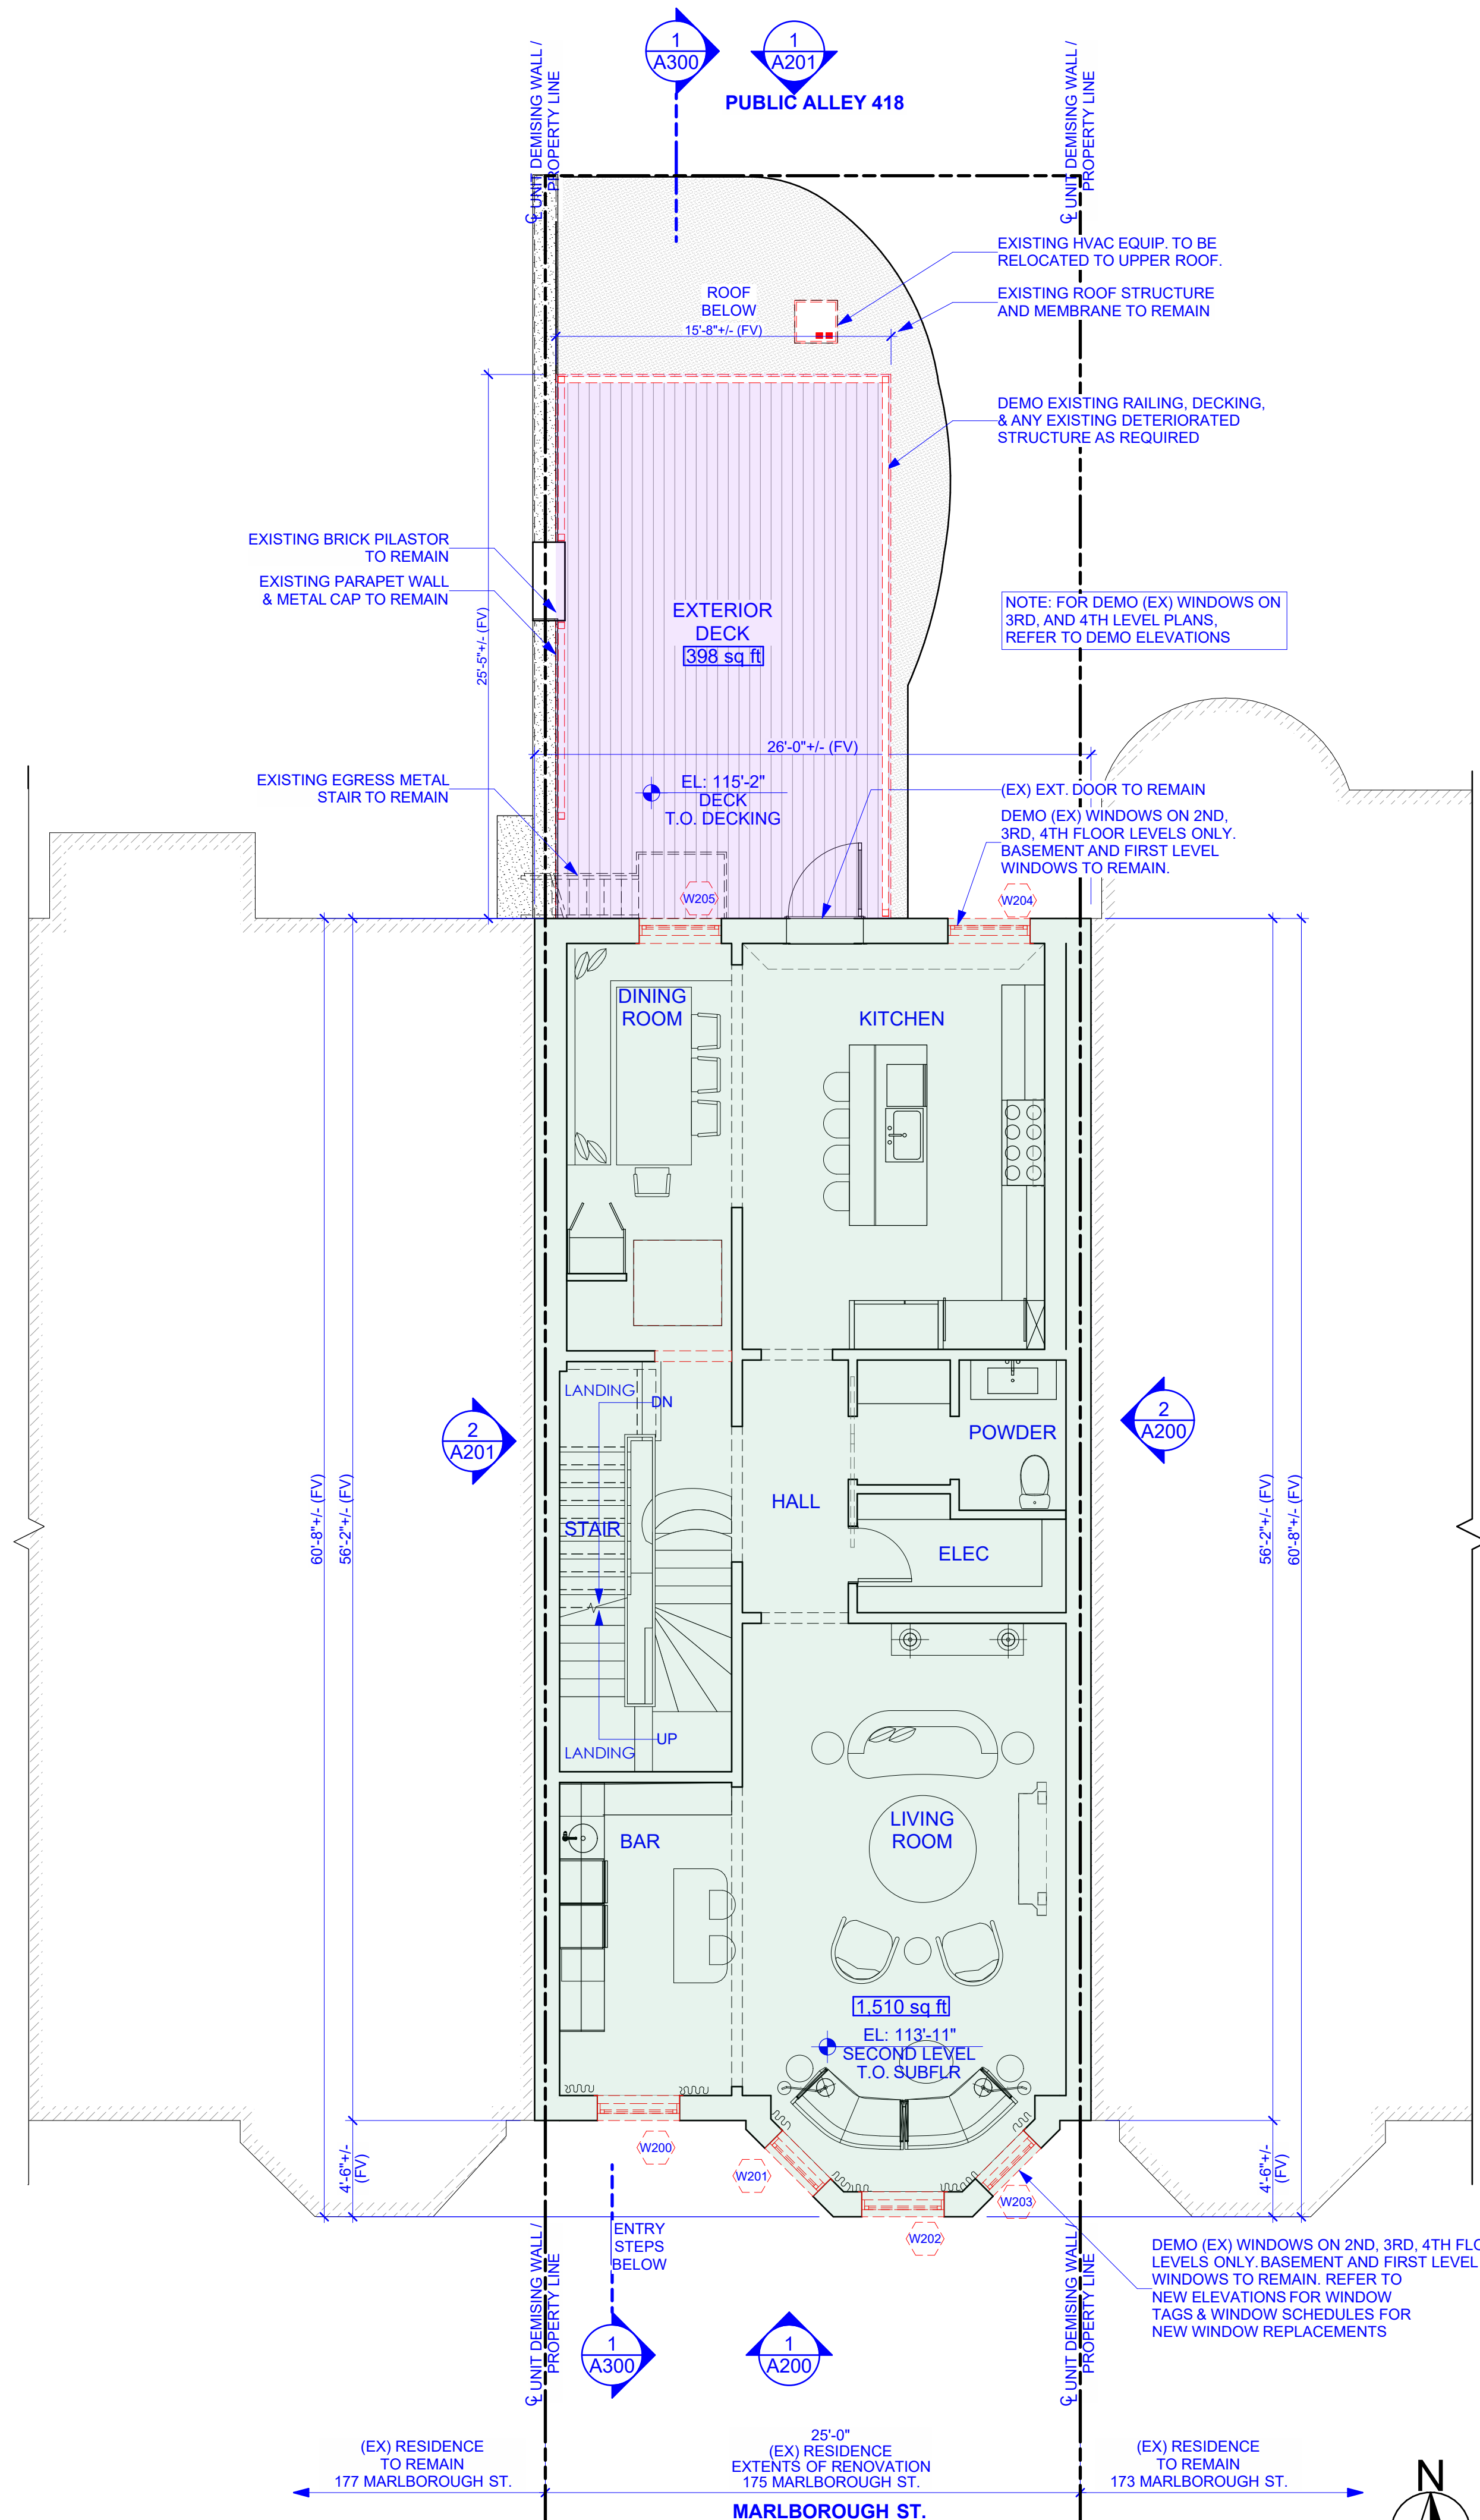 1
A300
1
A201
PUBLIC ALLEY 418
℄ UNIT DEMISING WALL /
PROPERTY LINE
℄ UNIT DEMISING WALL /
PROPERTY LINE
EXISTING HVAC EQUIP. TO BE
RELOCATED TO UPPER ROOF.
ROOF
BELOW
EXISTING ROOF STRUCTURE
AND MEMBRANE TO REMAIN
15'-8"+/- (FV)
DEMO EXISTING RAILING, DECKING,
& ANY EXISTING DETERIORATED
STRUCTURE AS REQUIRED
EXISTING BRICK PILASTOR
TO REMAIN
EXISTING PARAPET WALL
& METAL CAP TO REMAIN
25'-5"+/- (FV)
EXTERIOR
DECK
398 sq ft
NOTE: FOR DEMO (EX) WINDOWS ON
3RD, AND 4TH LEVEL PLANS,
REFER TO DEMO ELEVATIONS
26'-0"+/- (FV)
EXISTING EGRESS METAL
STAIR TO REMAIN
EL: 115'-2"
DECK
T.O. DECKING
(EX) EXT. DOOR TO REMAIN
DEMO (EX) WINDOWS ON 2ND,
3RD, 4TH FLOOR LEVELS ONLY.
BASEMENT AND FIRST LEVEL
WINDOWS TO REMAIN.
W205
W204
DINING
ROOM
KITCHEN
LANDING
DN
2
A201
2
A200
POWDER
HALL
STAIR
ELEC
60'-8"+/- (FV)
56'-2"+/- (FV)
56'-2"+/- (FV)
60'-8"+/- (FV)
UP
LANDING
BAR
LIVING
ROOM
1,510 sq ft
EL: 113'-11"
SECOND LEVEL
T.O. SUBFLR
W200
W201
W203
W202
4'-6"+/-
(FV)
4'-6"+/-
(FV)
ENTRY
STEPS
BELOW
℄ UNIT DEMISING WALL /
PROPERTY LINE
℄ UNIT DEMISING WALL /
PROPERTY LINE
DEMO (EX) WINDOWS ON 2ND, 3RD, 4TH FLO
LEVELS ONLY. BASEMENT AND FIRST LEVEL
WINDOWS TO REMAIN. REFER TO
NEW ELEVATIONS FOR WINDOW
TAGS & WINDOW SCHEDULES FOR
NEW WINDOW REPLACEMENTS
1
A300
1
A200
(EX) RESIDENCE
TO REMAIN
177 MARLBOROUGH ST.
25'-0"
(EX) RESIDENCE
EXTENTS OF RENOVATION
175 MARLBOROUGH ST.
(EX) RESIDENCE
TO REMAIN
173 MARLBOROUGH ST.
MARLBOROUGH ST.
N